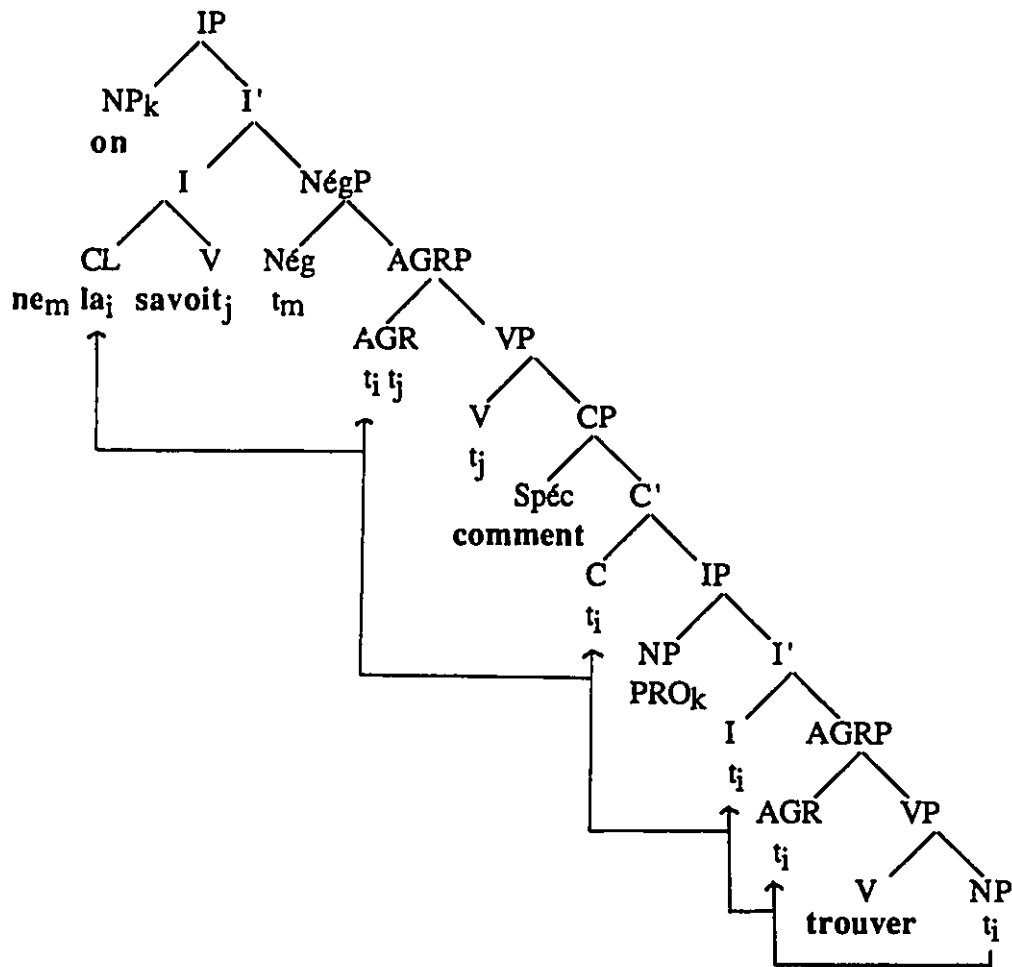 IP
NPk I'
on
I NégP
CL V Nég AGRP
nem lai savoitj tm
AGR VP
ti tj
V CP
tj
Spéc C'
comment
C IP
ti
NP I'
PROk
I AGRP
ti
AGR VP
ti
V NP
trouver ti